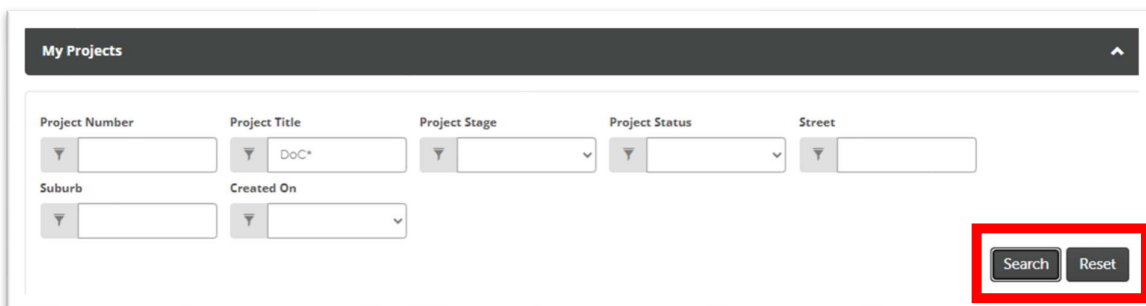 My Projects
Project Number Project Title Project Stage Project Status Street
DoC*
Suburb Created On
Search Reset